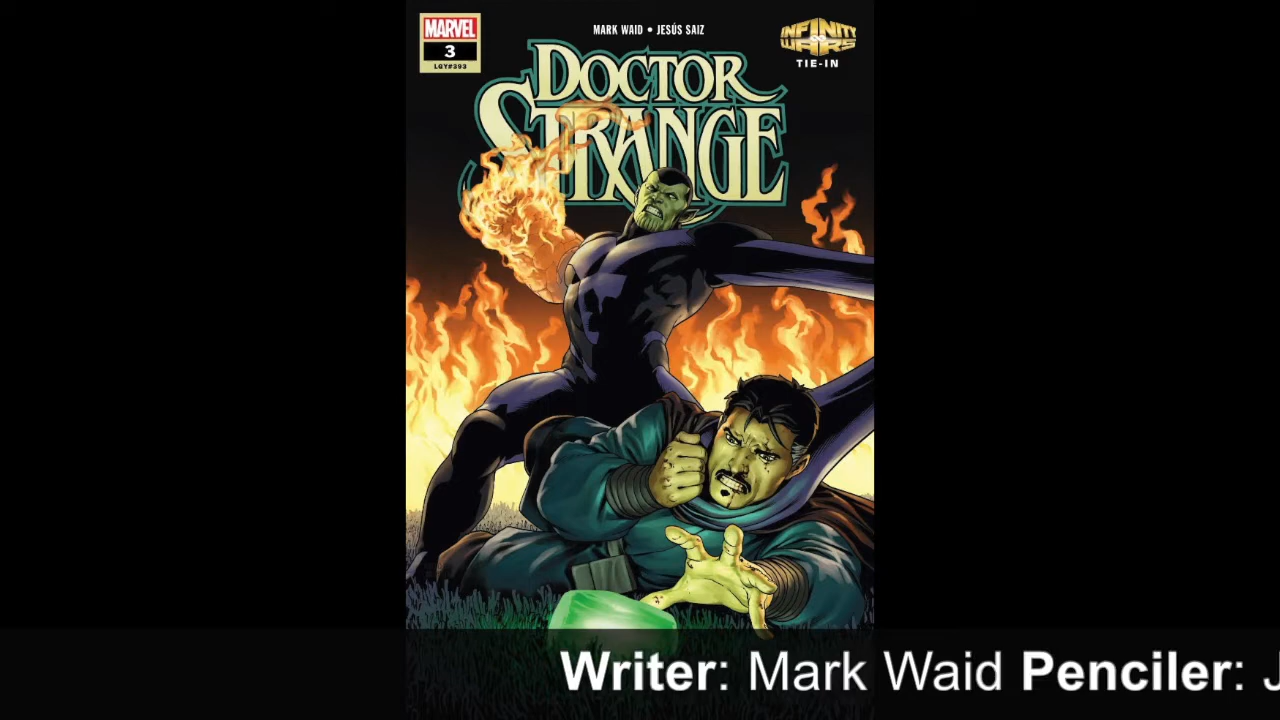 MARVEL
3
LGY#393
MARK WAID • JESÚS SAIZ
INFINITY
WARS
TIE-IN
DOCTOR
STRANGE
Writer: Mark Waid Penciler: J